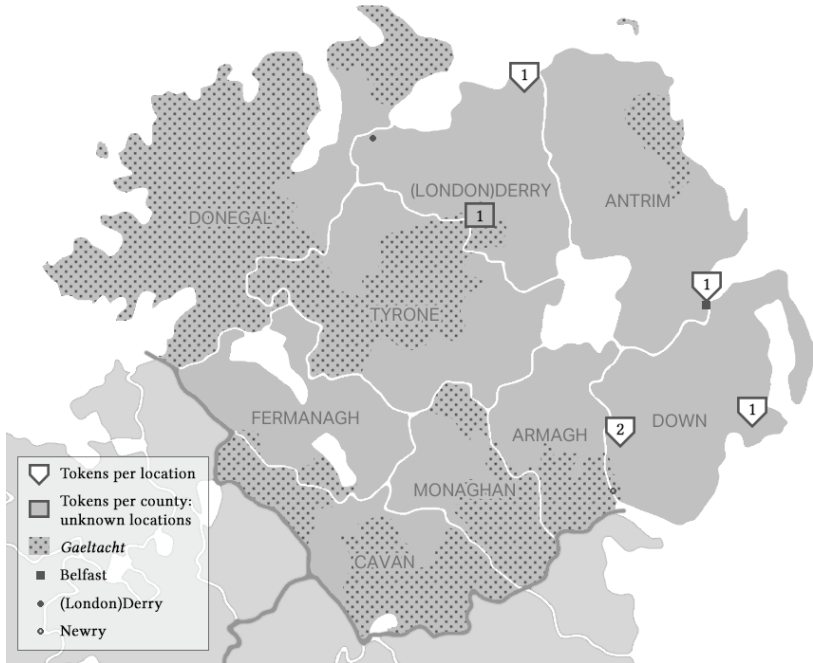 1
(LONDON)DERRY
1
DONEGAL
ANTRIM
1
TYRONE
1
FERMANAGH
DOWN
2
ARMAGH
MONAGHAN
CAVAN
Tokens per location
Tokens per county:
unknown locations
Gaeltacht
Belfast
(London)Derry
Newry